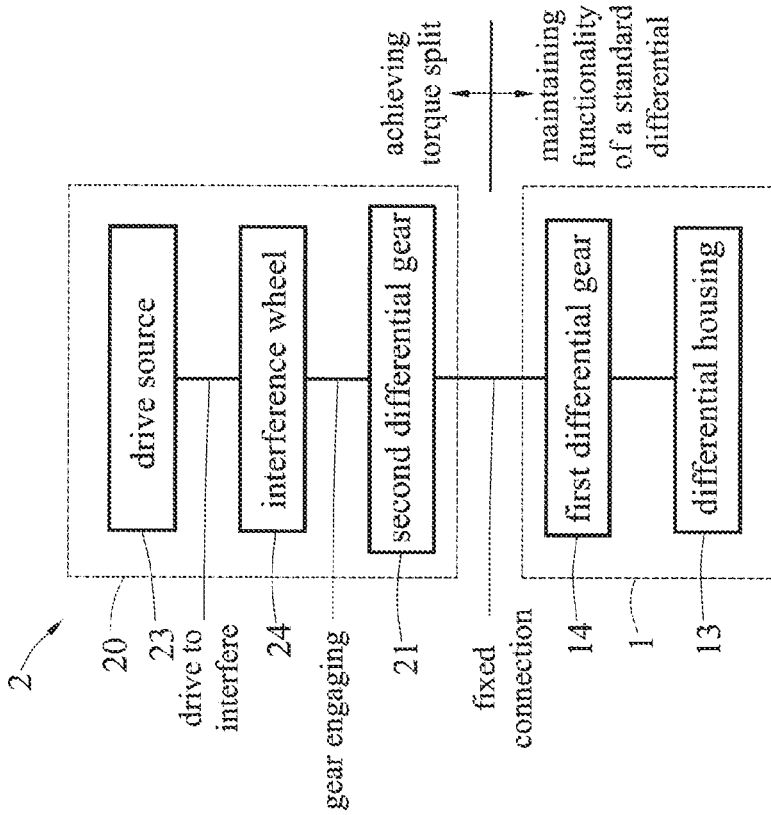 2
20
drive source
23
drive to
interfere
interference wheel
24
gear engaging
second differential gear
21
achieving
torque split
fixed
connection
maintaining
functionality
of a standard
differential
first differential gear
14
1
differential housing
13